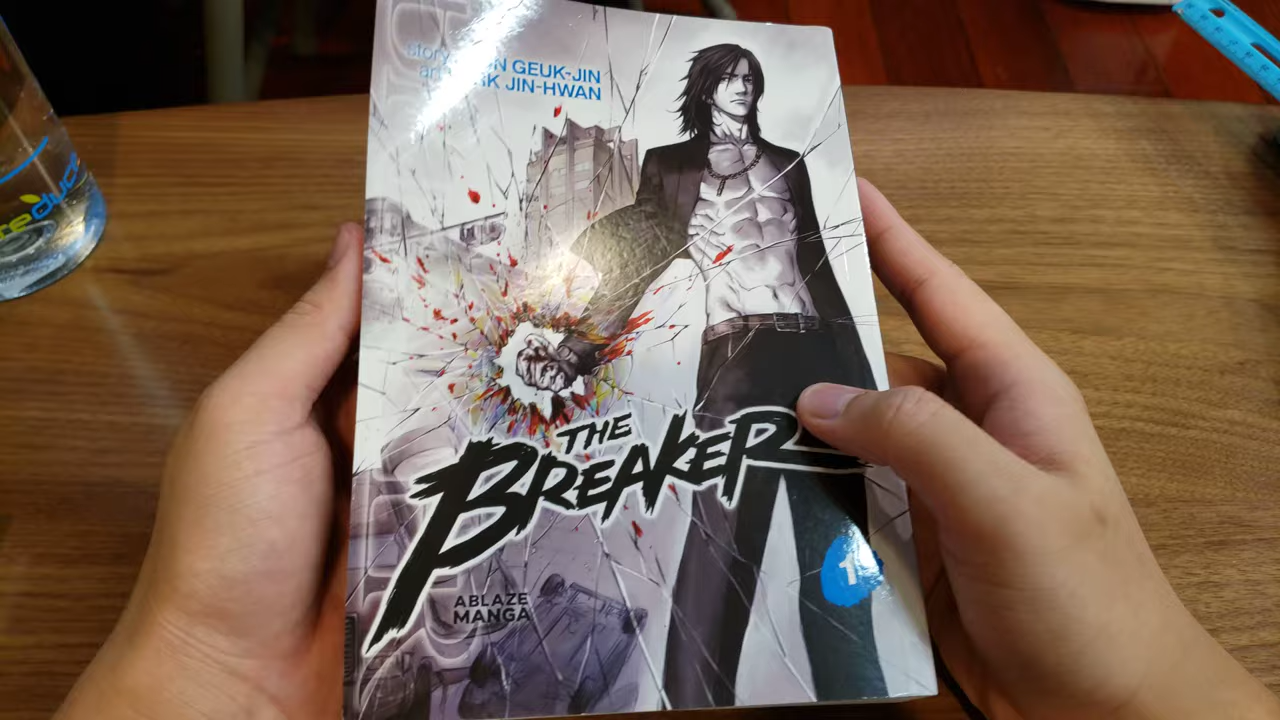 story
GEUK-JIN
JIN-HWAN
THE
BREAKER
1
ABLAZE
MANGA